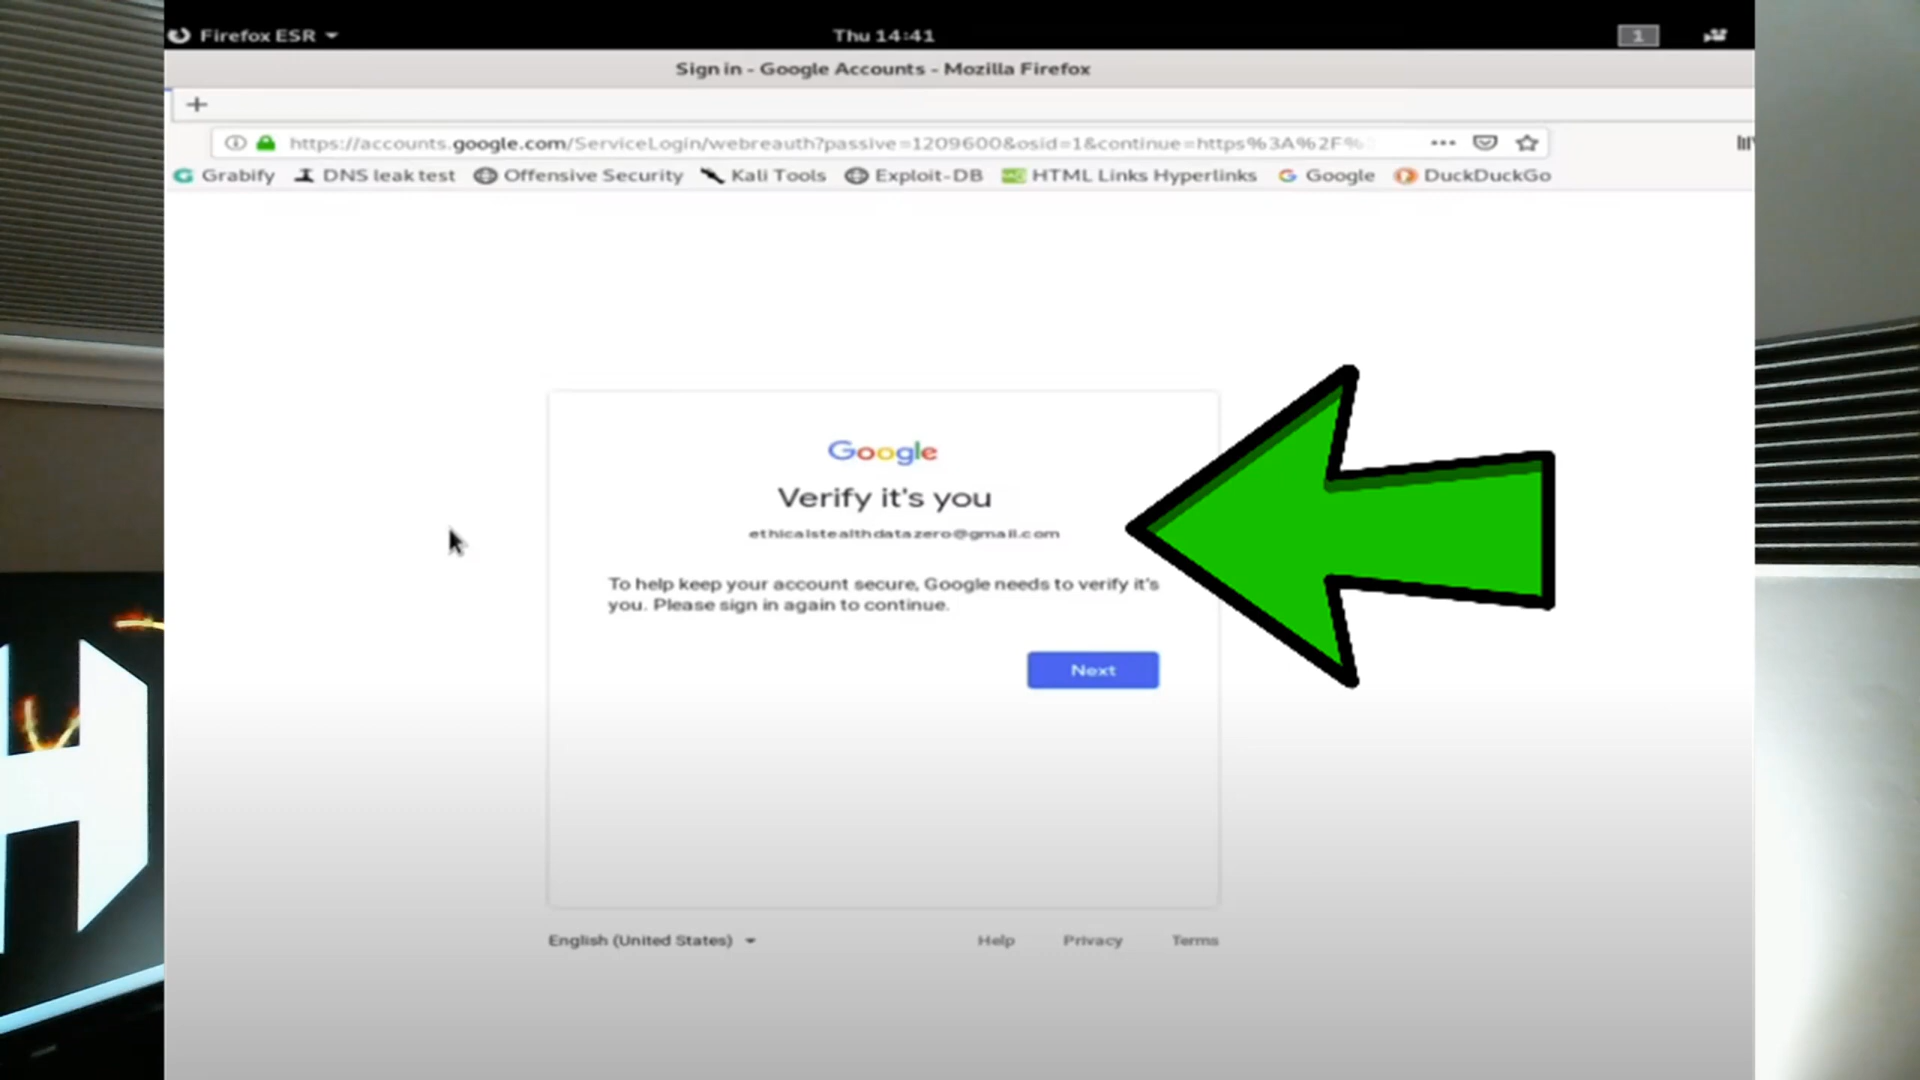 Firefox ESR
Thu 14:41
1
Sign in - Google Accounts - Mozilla Firefox
https://accounts.google.com/ServiceLogin/webreauth?passive=1209600&osid=1&continue=https%3A%2F%
Grabify DNS leak test Offensive Security Kali Tools Exploit-DB HTML Links Hyperlinks Google DuckDuckGo
Google
Verify it's you
ethicalstealthdatazero@gmail.com
To help keep your account secure, Google needs to verify it's
you. Please sign in again to continue.
Next
English (United States)
Help Privacy Terms
H